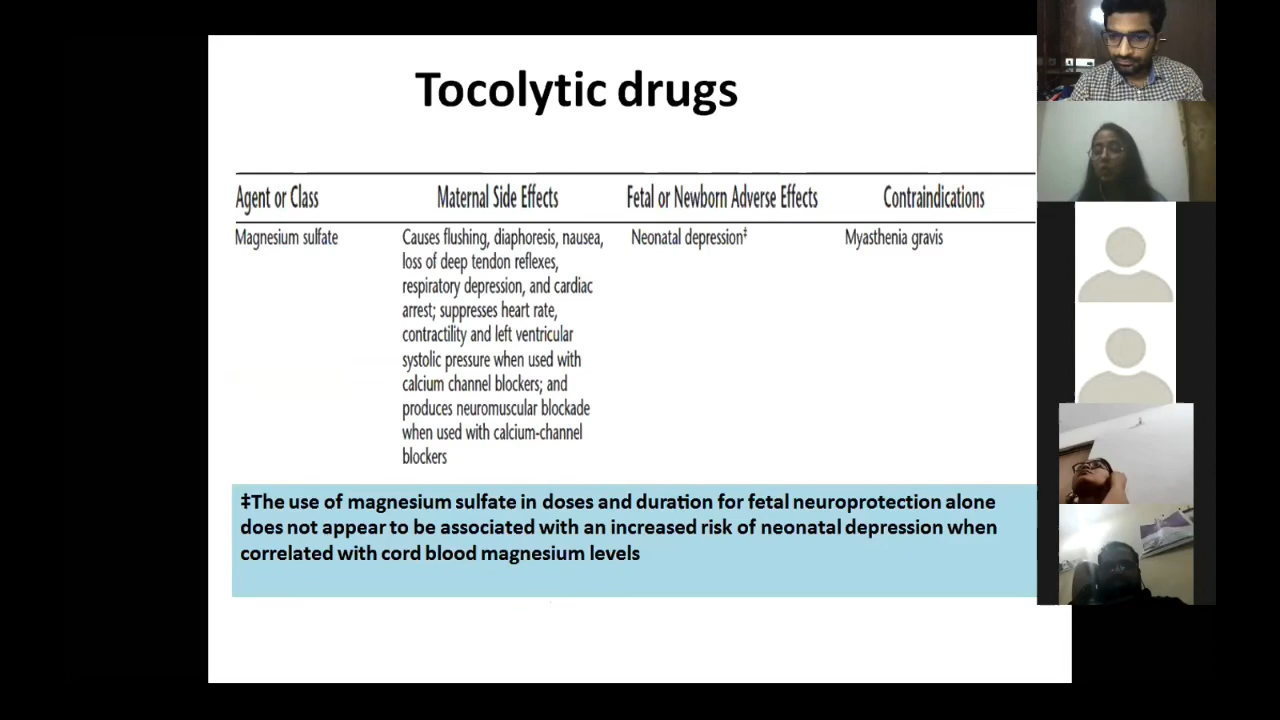 Tocolytic drugs
Agent or Class Maternal Side Effects Fetal or Newborn Adverse Effects Contraindications
Magnesium sulfate Causes flushing, diaphoresis, nausea, Neonatal depression‡ Myasthenia gravis
loss of deep tendon reflexes,
respiratory depression, and cardiac
arrest; suppresses heart rate,
contractility and left ventricular
systolic pressure when used with
calcium channel blockers; and
produces neuromuscular blockade
when used with calcium-channel
blockers
‡The use of magnesium sulfate in doses and duration for fetal neuroprotection alone
does not appear to be associated with an increased risk of neonatal depression when
correlated with cord blood magnesium levels